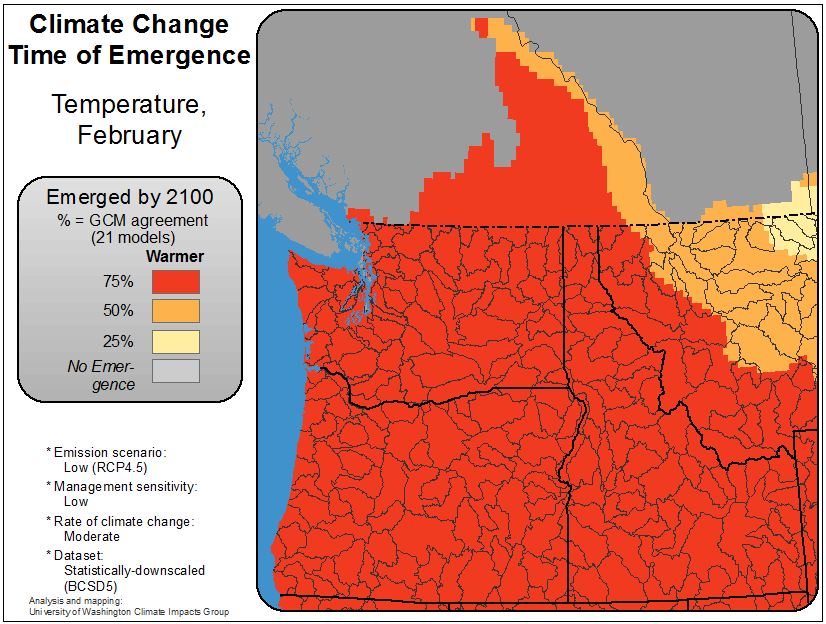 Climate Change
Time of Emergence
Temperature,
February
Emerged by 2100
% = GCM agreement
(21 models)
Warmer
75%
50%
25%
No Emer-
gence
* Emission scenario:
Low (RCP4.5)
* Management sensitivity:
Low
* Rate of climate change:
Moderate
* Dataset:
Statistically-downscaled
(BCSD5)
Analysis and mapping:
University of Washington Climate Impacts Group